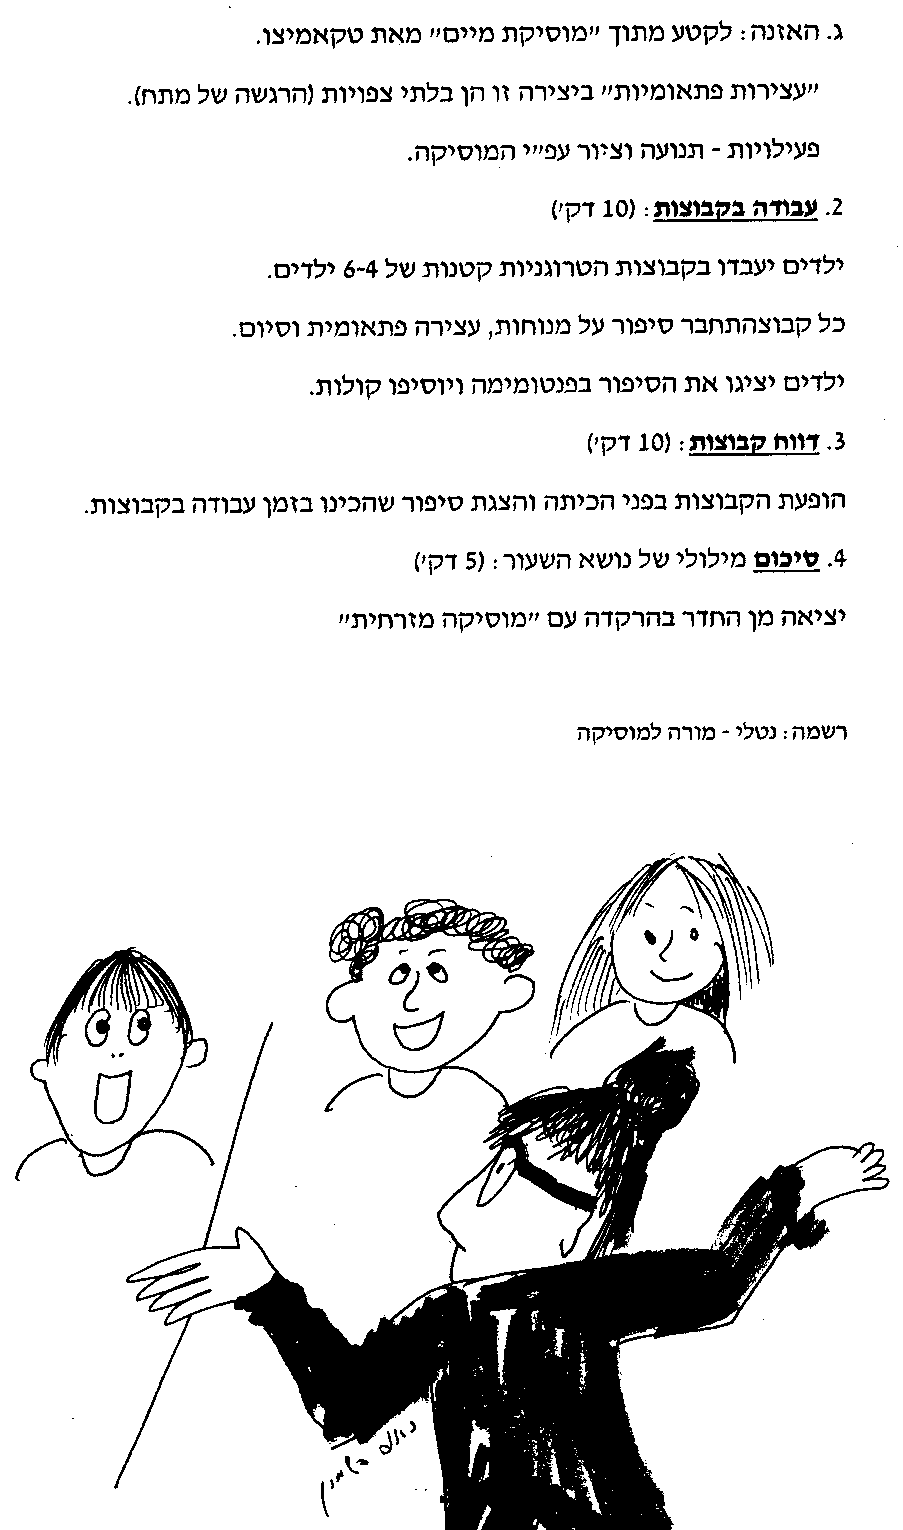 ג. האזנה: לקטע מתוך "מוסיקת מיים" מאת טקאמיצו.
"עצירות פתאומיות" ביצירה זו הן בלתי צפויות (הרגשה של מתח).
פעילויות - תנועה וציור עפ"י המוסיקה.
2. עבודה בקבוצות: (10 דק')
ילדים יעבדו בקבוצות הטרוגניות קטנות של 6-4 ילדים.
כל קבוצהתחבר סיפור על מנוחות, עצירה פתאומית וסיום.
ילדים יציגו את הסיפור בפנטומימה ויוסיפו קולות.
3. דווח קבוצות: (10 דק')
הופעת הקבוצות בפני הכיתה והצגת סיפור שהכינו בזמן עבודה בקבוצות.
4. סיכום מילולי של נושא השעור: (5 דק')
יציאה מן החדר בהרקדה עם "מוסיקה מזרחית"
רשמה: נטלי - מורה למוסיקה